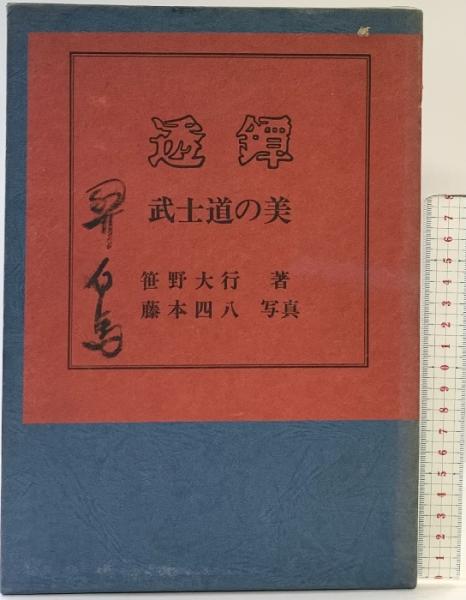 透鐔
武士道の美
笹野大行 著
藤本四八 写真